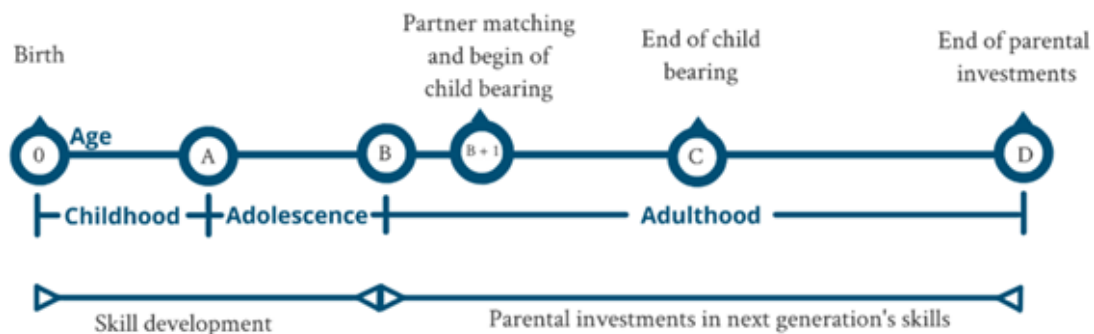 Birth
Partner matching
and begin of
child bearing
End of child
bearing
End of parental
investments
Age
0
A
B
B + 1
C
D
Childhood
Adolescence
Adulthood
Skill development
Parental investments in next generation's skills